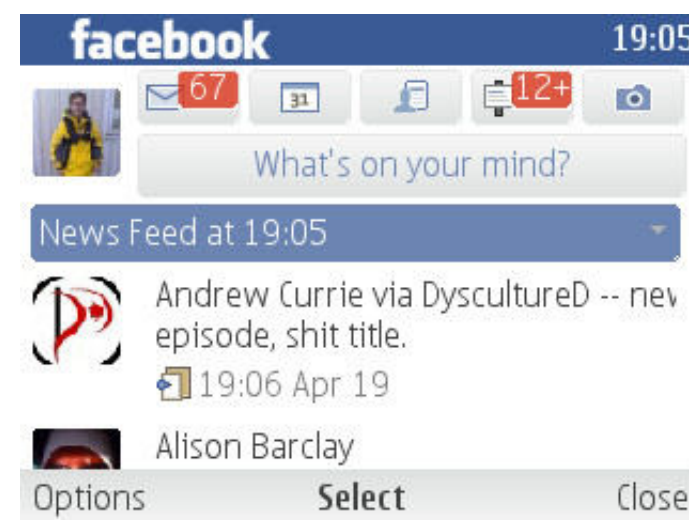 facebook 19:05
67 31 12+
What's on your mind?
News Feed at 19:05
Andrew Currie via DyscultureD -- new
episode, shit title.
19:06 Apr 19
Alison Barclay
Options Select Close